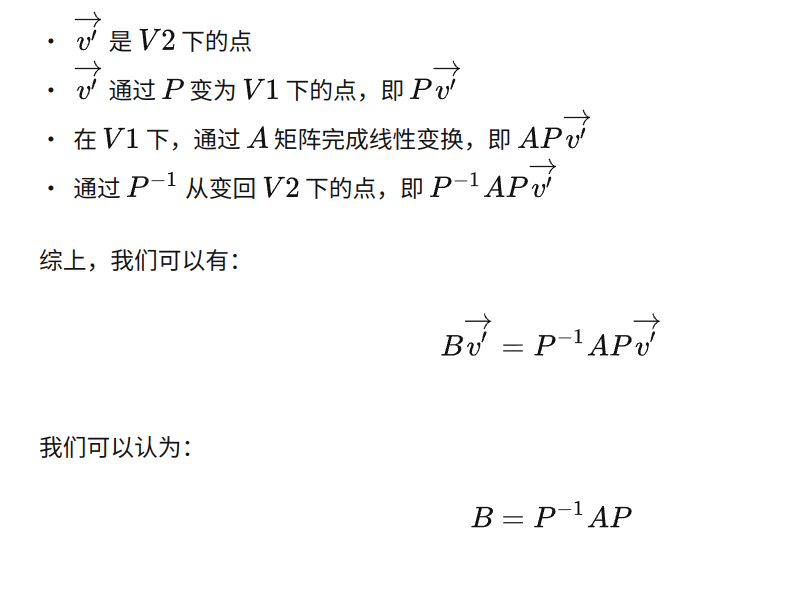 • $\overrightarrow{v'}$ 是 $V2$ 下的点
• $\overrightarrow{v'}$ 通过 $P$ 变为 $V1$ 下的点，即 $P\overrightarrow{v'}$
• 在 $V1$ 下，通过 $A$ 矩阵完成线性变换，即 $AP\overrightarrow{v'}$
• 通过 $P^{-1}$ 从变回 $V2$ 下的点，即 $P^{-1}AP\overrightarrow{v'}$
综上，我们可以有：
$B\overrightarrow{v'} = P^{-1}AP\overrightarrow{v'}$
我们可以认为：
$B = P^{-1}AP$